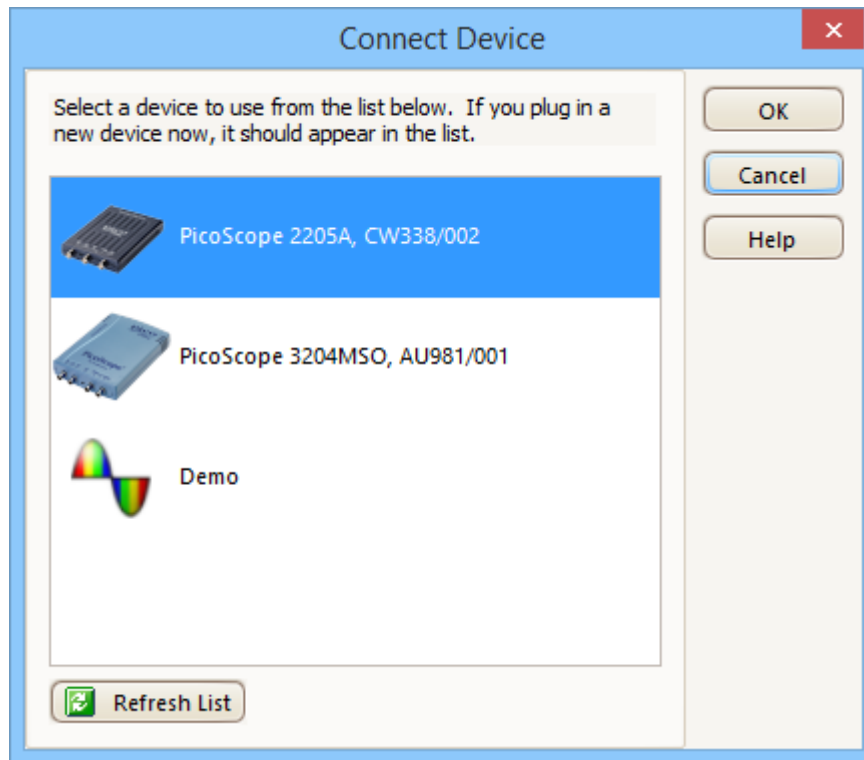 Connect Device
Select a device to use from the list below. If you plug in a
new device now, it should appear in the list.
OK
Cancel
Help
PicoScope 2205A, CW338/002
PicoScope 3204MSO, AU981/001
Demo
Refresh List